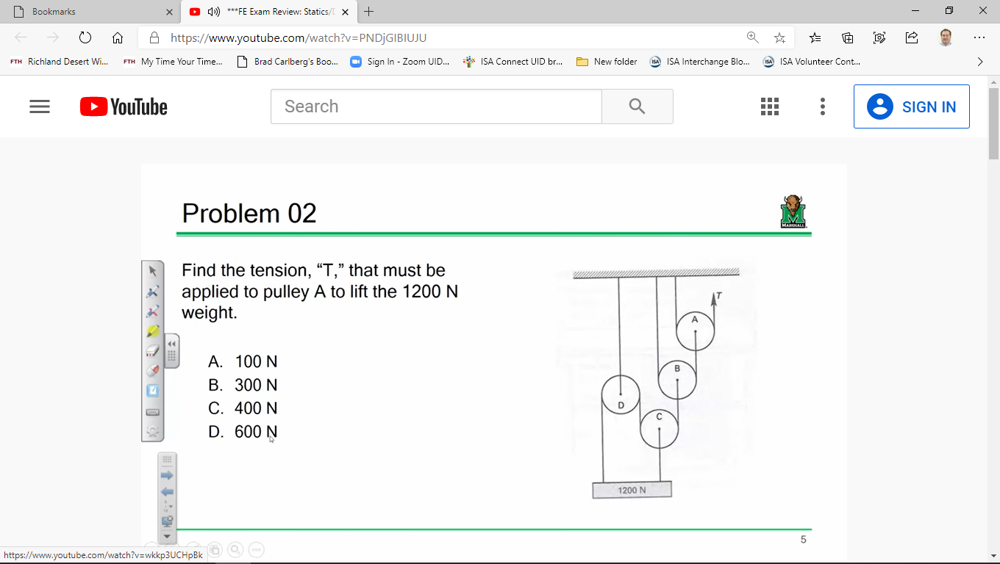 Bookmarks
***FE Exam Review: Statics/
https://www.youtube.com/watch?v=PNDjGIBIUJU
FTH Richland Desert Wi...
FTH My Time Your Time...
Brad Carlberg's Boo...
Sign In - Zoom UID...
ISA Connect UID br...
New folder
ISA Interchange Blo...
ISA Volunteer Cont...
YouTube
Search
SIGN IN
Problem 02
MARSHALL
Find the tension, “T,” that must be
applied to pulley A to lift the 1200 N
weight.
A. 100 N
B. 300 N
C. 400 N
D. 600 N
T
A
B
D
C
1200 N
5
https://www.youtube.com/watch?v=wkkp3UCHpBk